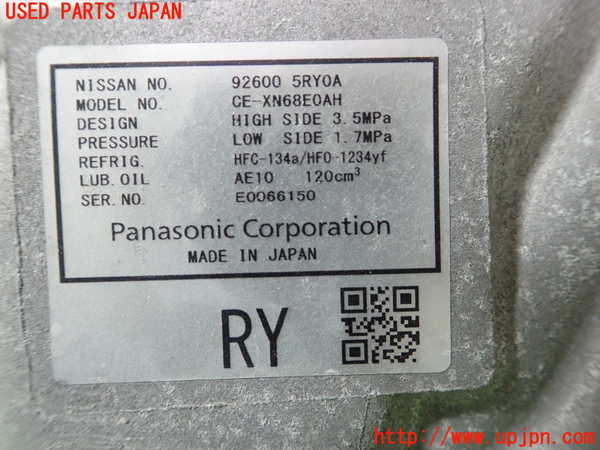 USED PARTS JAPAN
NISSAN NO. 92600 5RY0A
MODEL NO. CE-XN68E0AH
DESIGN HIGH SIDE 3.5MPa
PRESSURE LOW SIDE 1.7MPa
REFRIG. HFC-134a/HFO-1234yf
LUB. OIL AE10 120cm³
SER. NO. E0066150
Panasonic Corporation
MADE IN JAPAN
RY
http://www.upjpn.com/